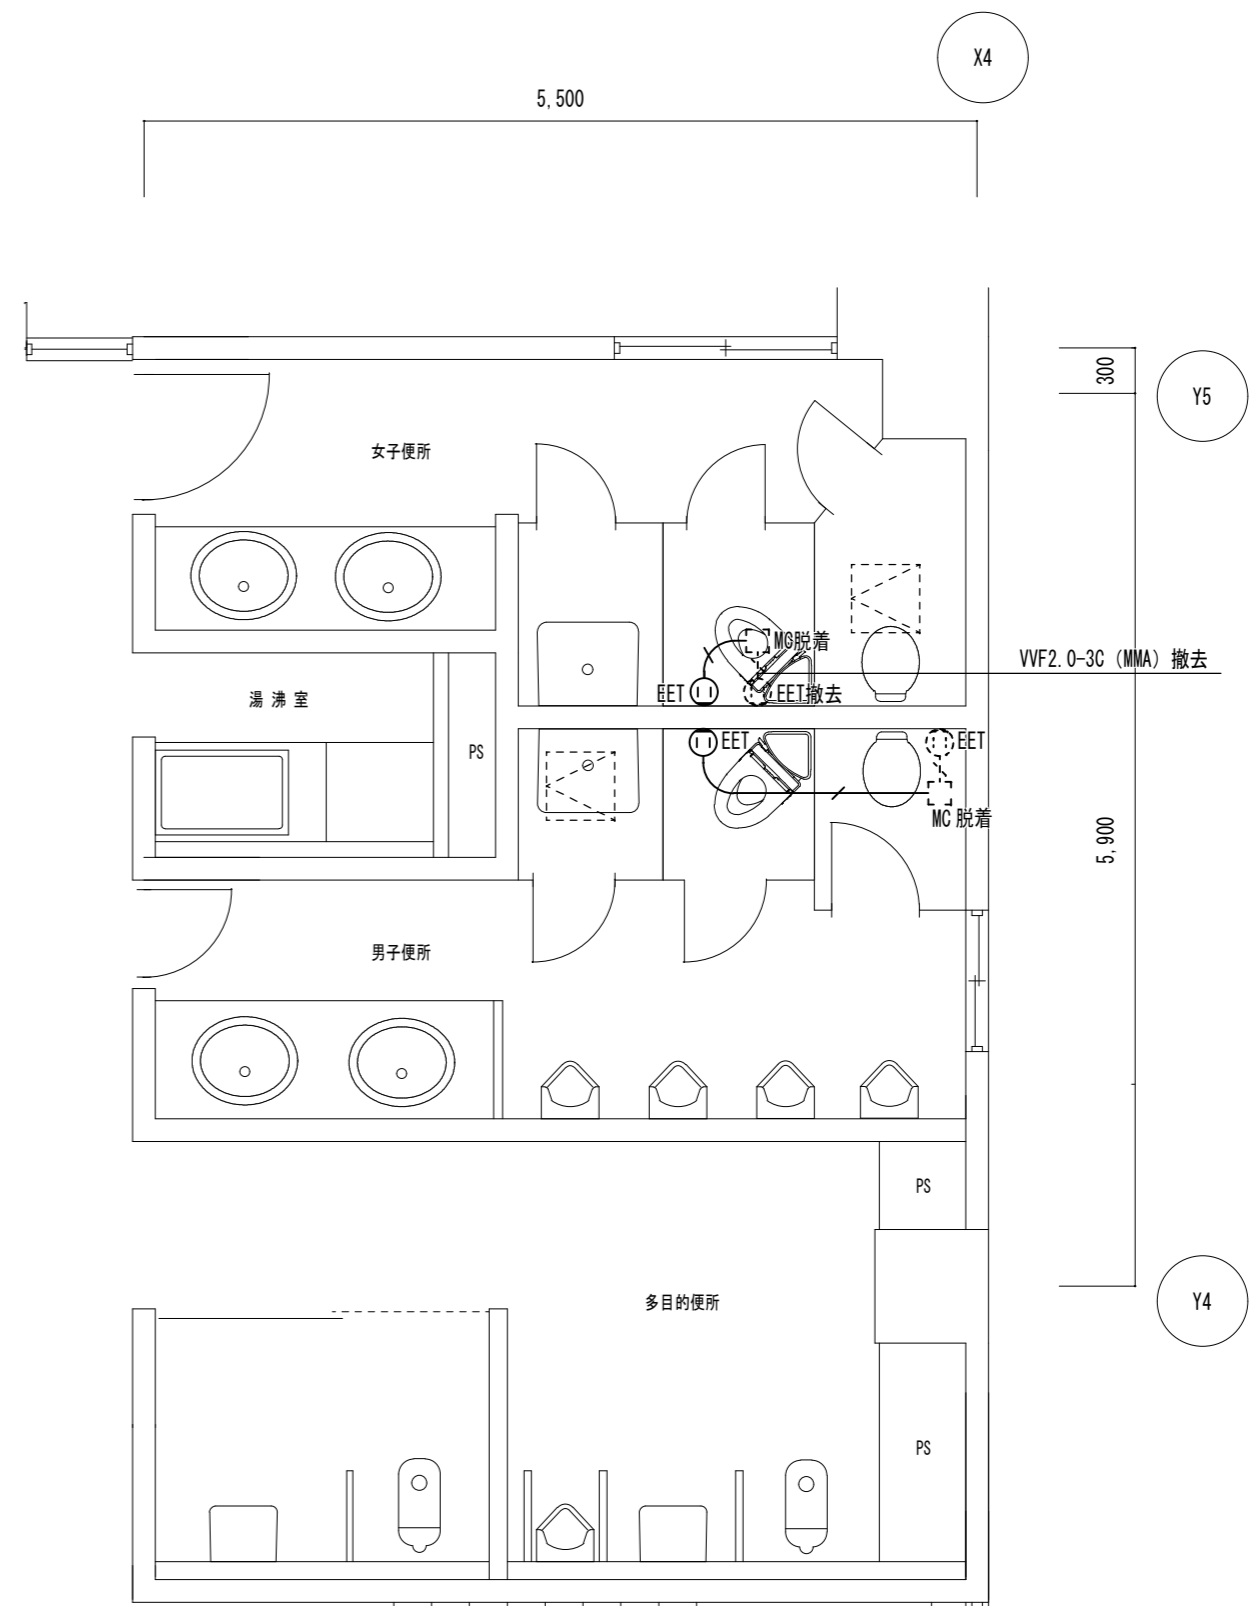 X4
5,500
300
Y5
女子便所
MC脱着
VVF2.0-3C (MMA) 撤去
EET
EET撤去
湯 沸 室
PS
EET
EET
MC 脱着
5,900
男子便所
PS
多目的便所
Y4
PS